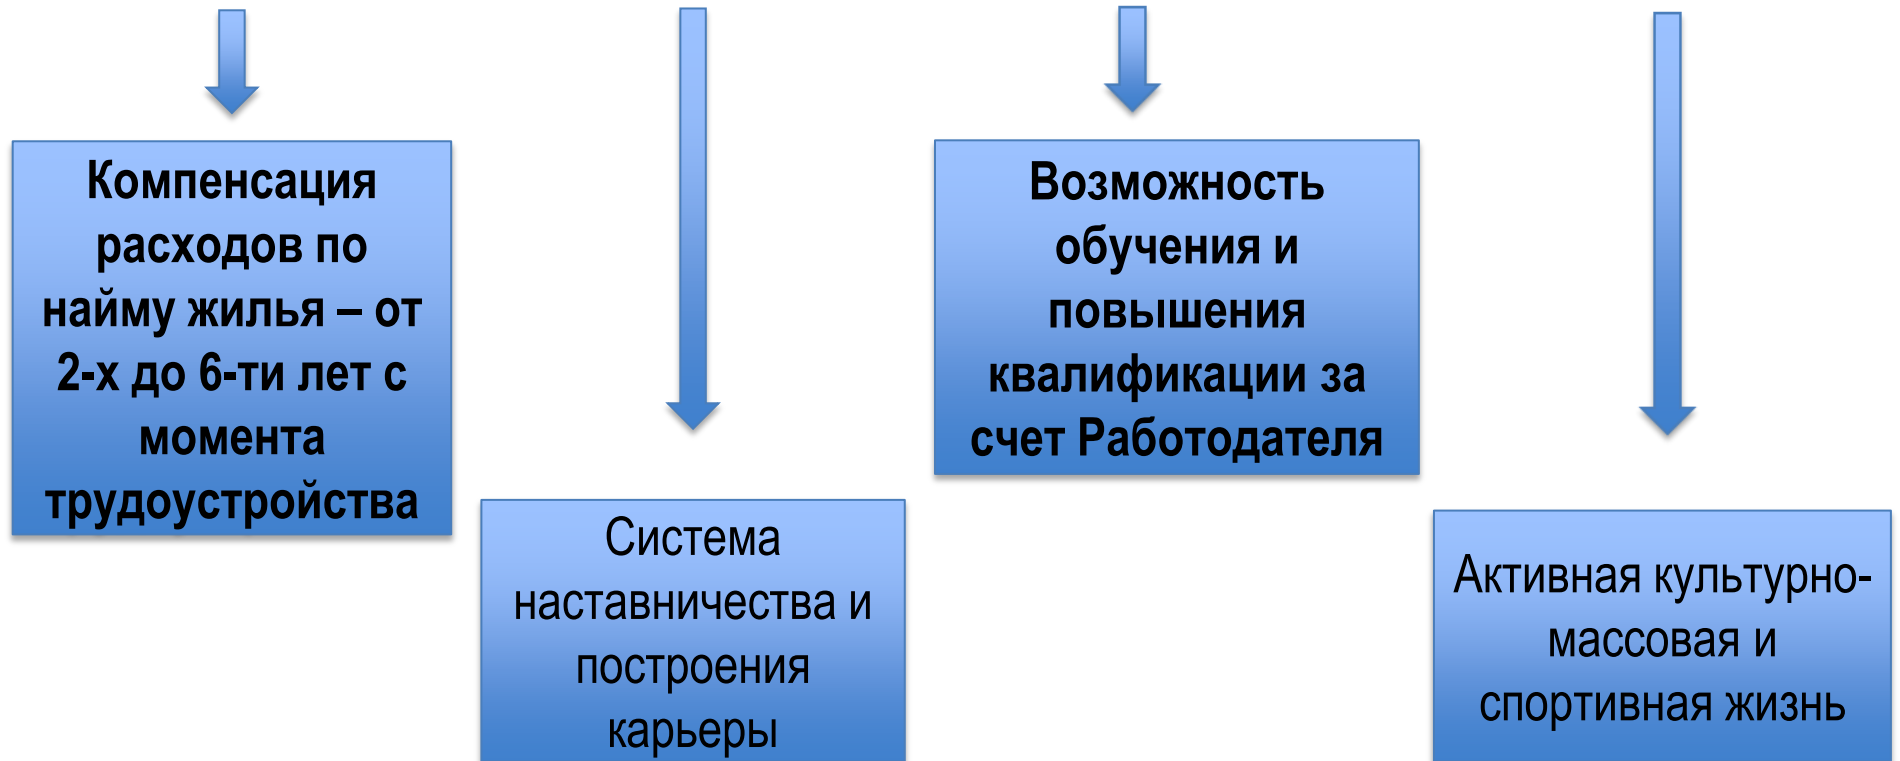 Компенсация
расходов по
найму жилья – от
2-х до 6-ти лет с
момента
трудоустройства
Система
наставничества и
построения
карьеры
Возможность
обучения и
повышения
квалификации за
счет Работодателя
Активная культурно-
массовая и
спортивная жизнь